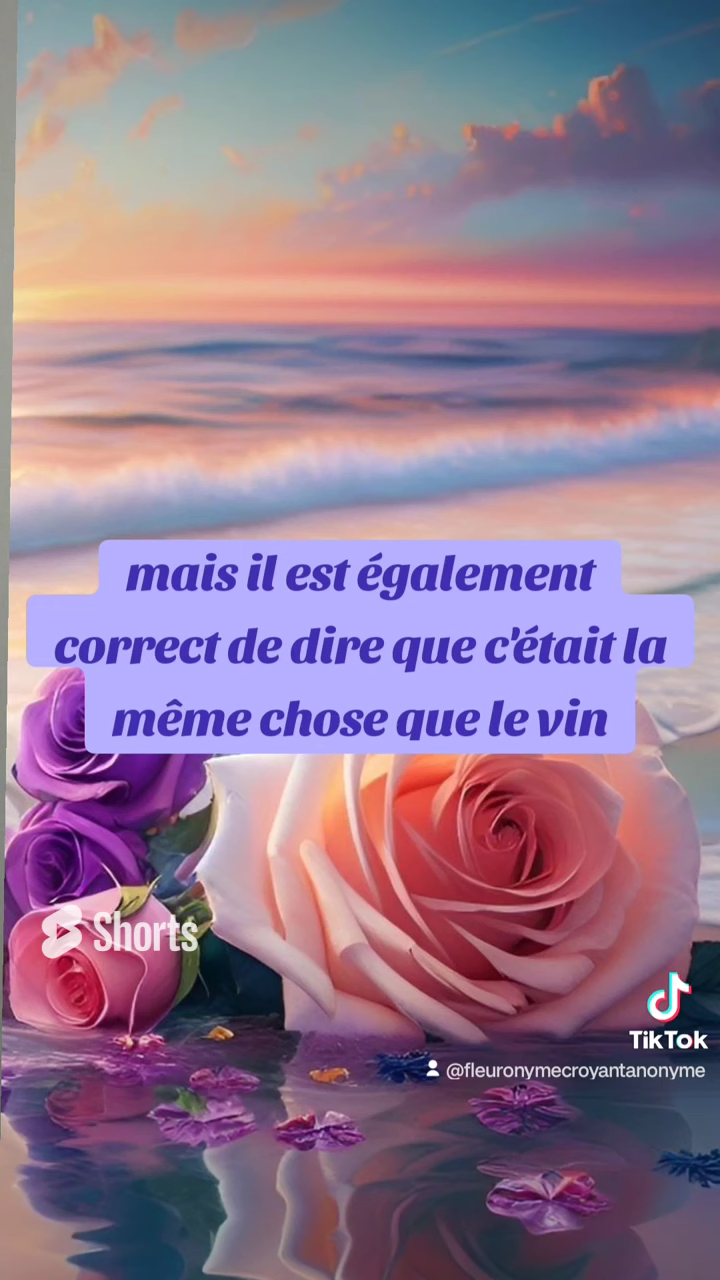 mais il est également
correct de dire que c'était la
même chose que le vin
Shorts
TikTok
@fleuronymecroyantanonyme